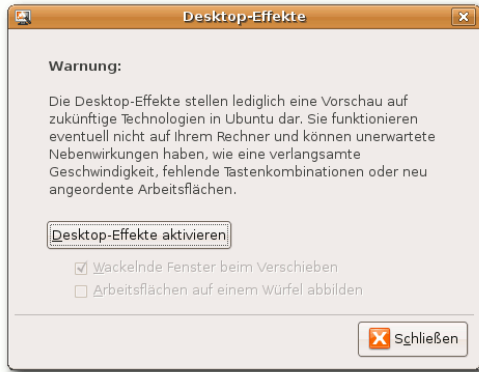 Desktop-Effekte
Warnung:
Die Desktop-Effekte stellen lediglich eine Vorschau auf
zukünftige Technologien in Ubuntu dar. Sie funktionieren
eventuell nicht auf Ihrem Rechner und können unerwartete
Nebenwirkungen haben, wie eine verlangsamte
Geschwindigkeit, fehlende Tastenkombinationen oder neu
angeordente Arbeitsflächen.
Desktop-Effekte aktivieren
Wackelnde Fenster beim Verschieben
Arbeitsflächen auf einem Würfel abbilden
Schließen